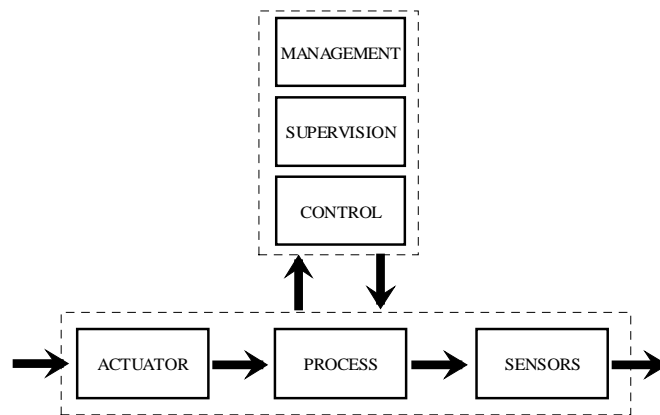 MANAGEMENT
SUPERVISION
CONTROL
ACTUATOR
PROCESS
SENSORS